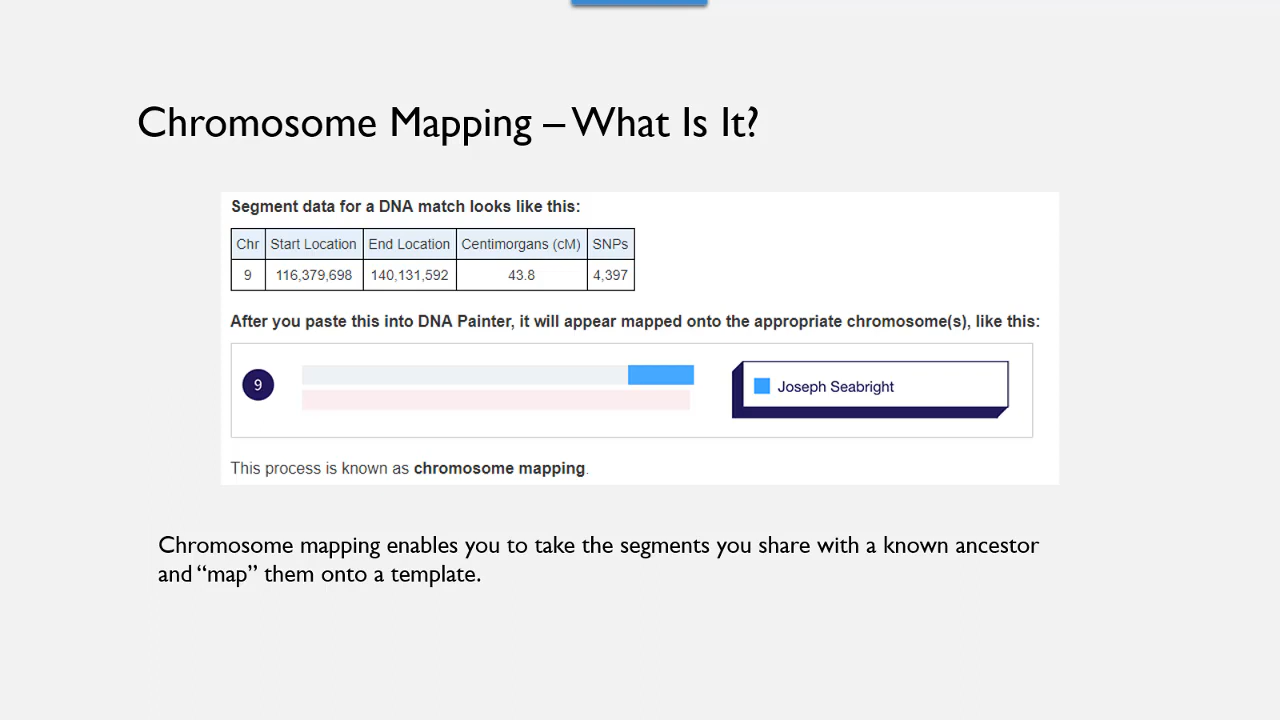 Chromosome Mapping – What Is It?
Segment data for a DNA match looks like this:
Chr Start Location End Location Centimorgans (cM) SNPs
9 116,379,698 140,131,592 43.8 4,397
After you paste this into DNA Painter, it will appear mapped onto the appropriate chromosome(s), like this:
9 Joseph Seabright
This process is known as chromosome mapping.
Chromosome mapping enables you to take the segments you share with a known ancestor
and “map” them onto a template.